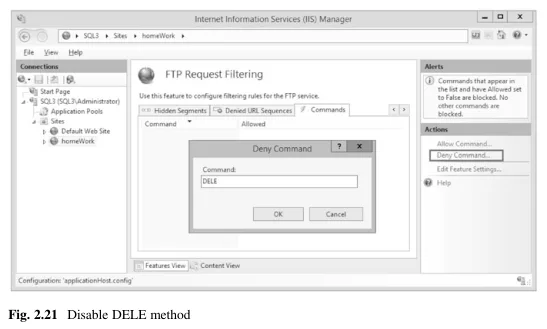 Internet Information Services (IIS) Manager
SQL3 ▸ Sites ▸ homeWork ▸
File View Help
Connections
Start Page
SQL3 (SQL3\Administrator)
Application Pools
Sites
Default Web Site
homeWork
FTP Request Filtering
Use this feature to configure filtering rules for the FTP service.
Hidden Segments Denied URL Sequences Commands
Command Allowed
Deny Command ? x
Command:
DELE
OK Cancel
Features View Content View
Alerts
Commands that appear in
the list and have Allowed set
to False are blocked. No
other commands are
blocked.
Actions
Allow Command...
Deny Command...
Edit Feature Settings...
Help
Configuration: 'applicationHost.config'
Fig. 2.21 Disable DELE method